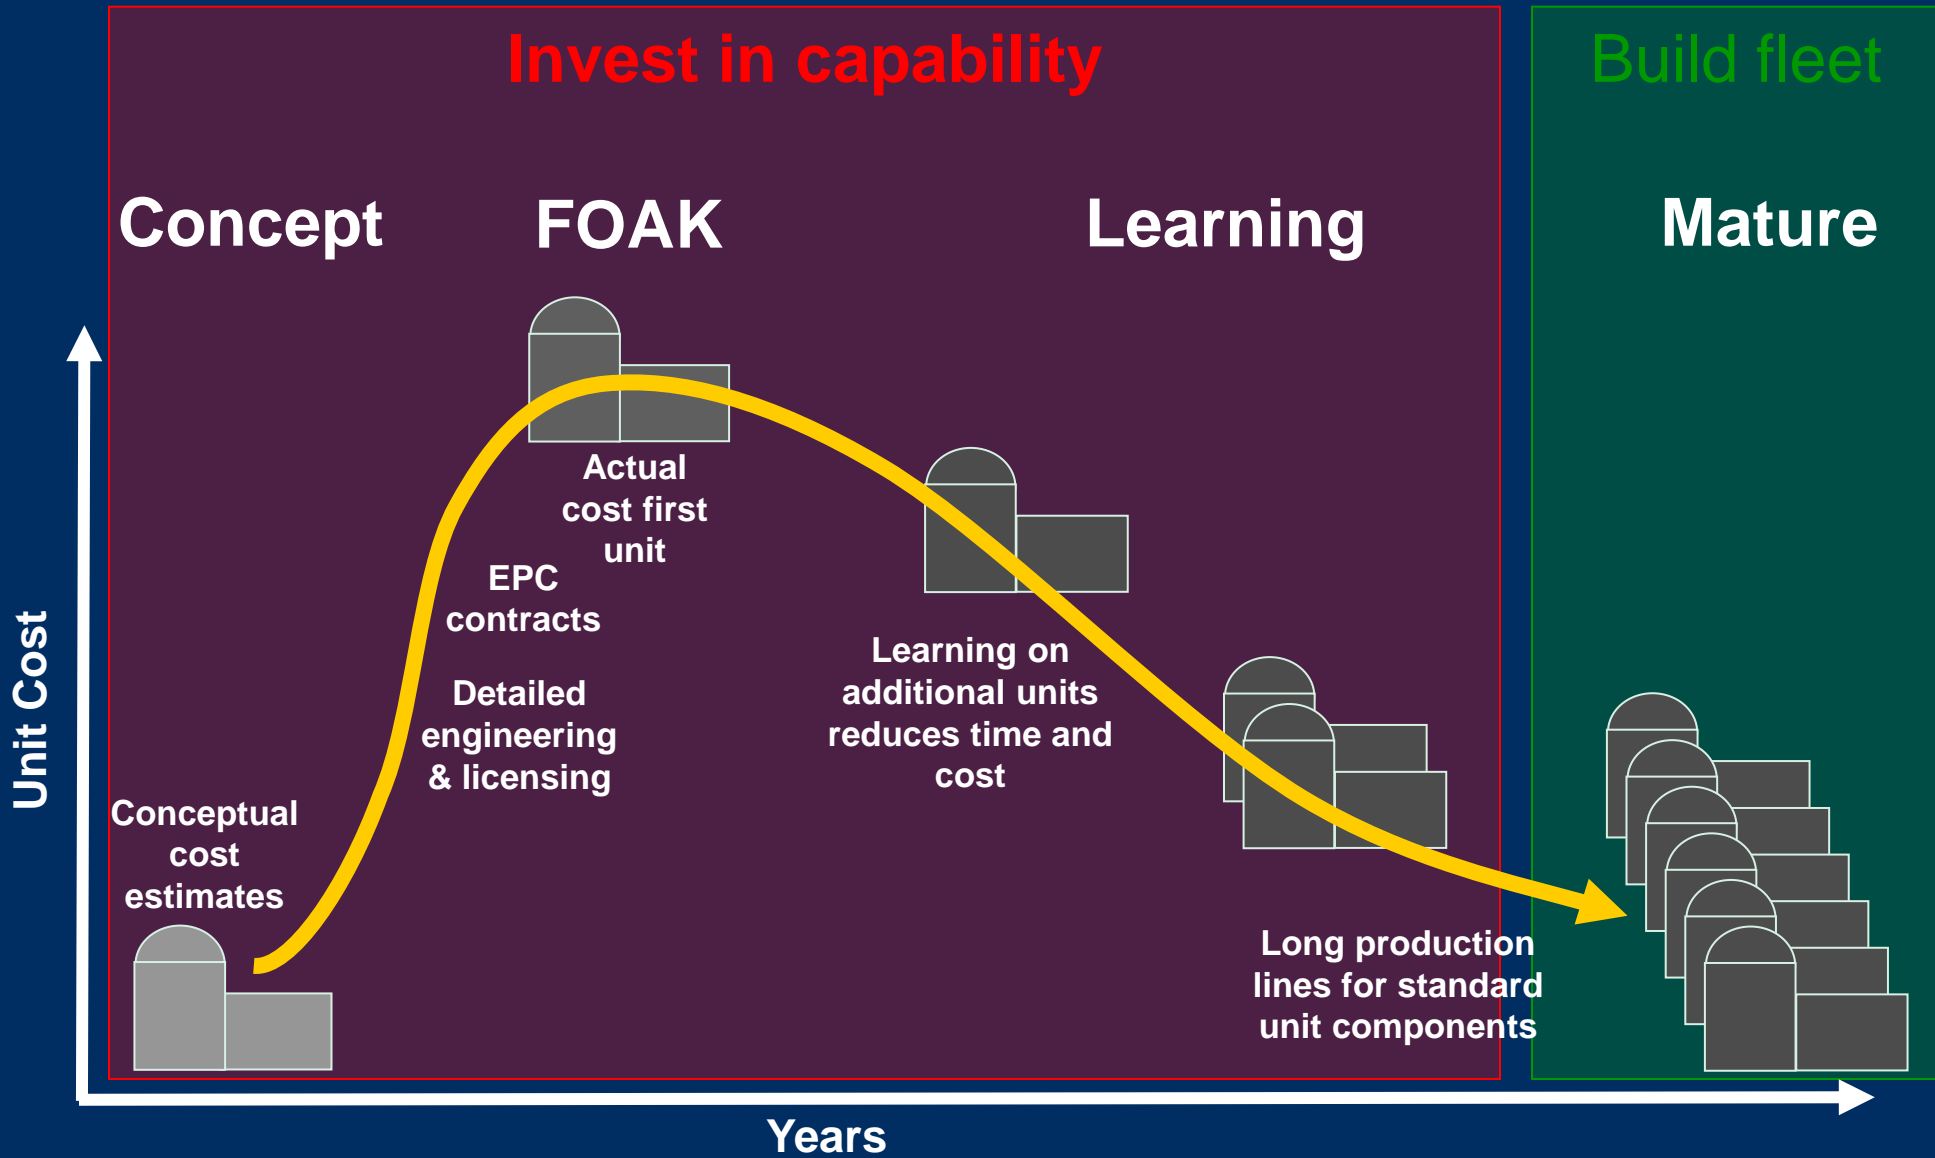 Invest in capability
Build fleet
Concept
FOAK
Learning
Mature
Actual
cost first
unit
EPC
contracts
Detailed
engineering
& licensing
Conceptual
cost
estimates
Learning on
additional units
reduces time and
cost
Long production
lines for standard
unit components
Unit Cost
Years